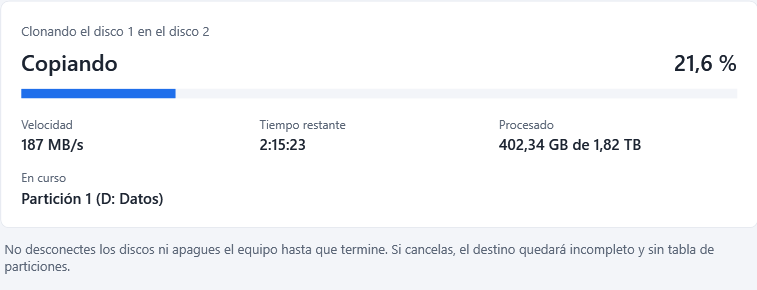 Clonando el disco 1 en el disco 2
Copiando
21,6 %
Velocidad
Tiempo restante
Procesado
187 MB/s
2:15:23
402,34 GB de 1,82 TB
En curso
Partición 1 (D: Datos)
No desconectes los discos ni apagues el equipo hasta que termine. Si cancelas, el destino quedará incompleto y sin tabla de
particiones.